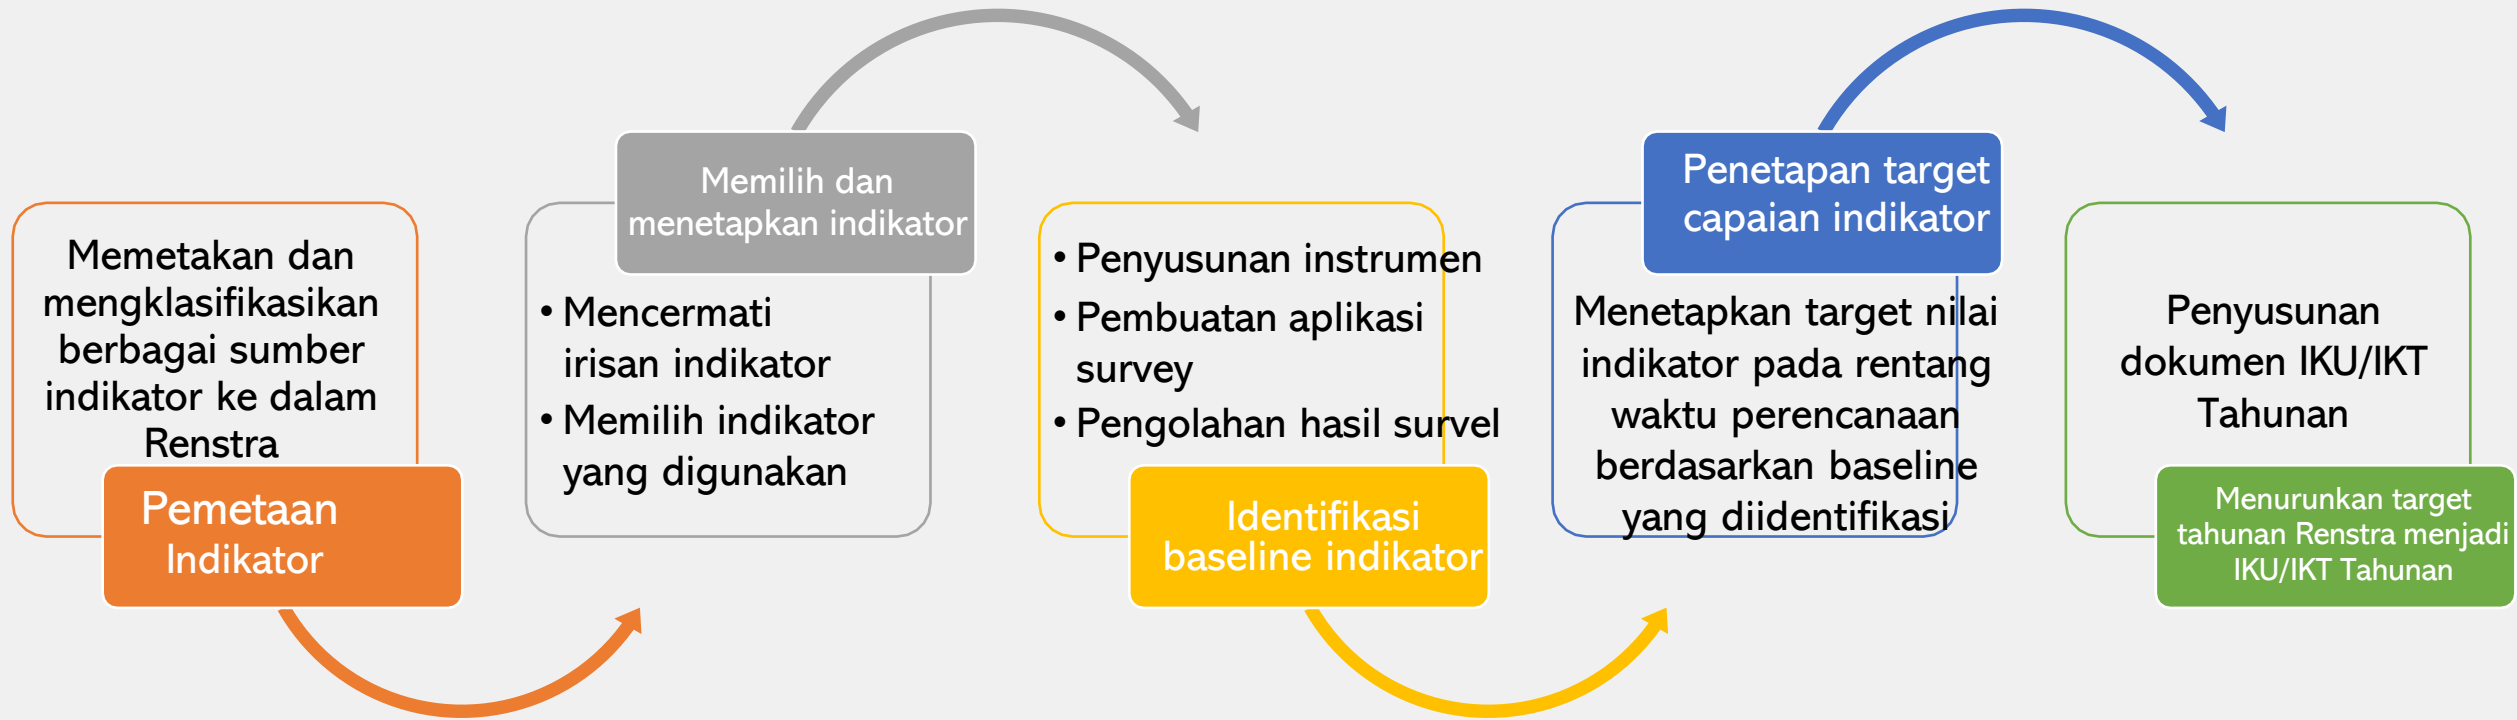 Memetakan dan
mengklasifikasikan
berbagai sumber
indikator ke dalam
Renstra
Pemetaan
Indikator
Memilih dan
menetapkan indikator
• Mencermati
irisan indikator
• Memilih indikator
yang digunakan
• Penyusunan instrumen
• Pembuatan aplikasi
survey
• Pengolahan hasil survel
Identifikasi
baseline indikator
Penetapan target
capaian indikator
Menetapkan target nilai
indikator pada rentang
waktu perencanaan
berdasarkan baseline
yang diidentifikasi
Penyusunan
dokumen IKU/IKT
Tahunan
Menurunkan target
tahunan Renstra menjadi
IKU/IKT Tahunan